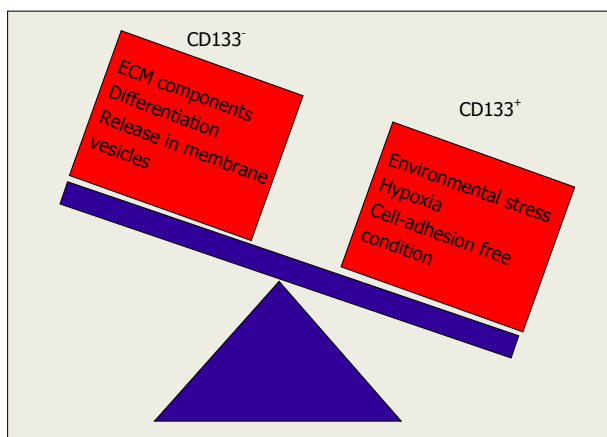 CD133⁻
ECM components
Differentiation
Release in membrane
vesicles
CD133⁺
Environmental stress
Hypoxia
Cell-adhesion free
condition